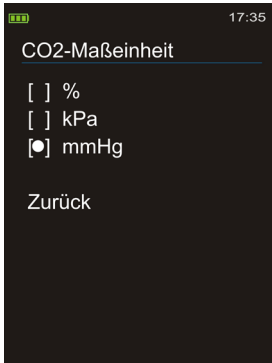 17:35
CO2-Maßeinheit
[ ] %
[ ] kPa
[●] mmHg
Zurück